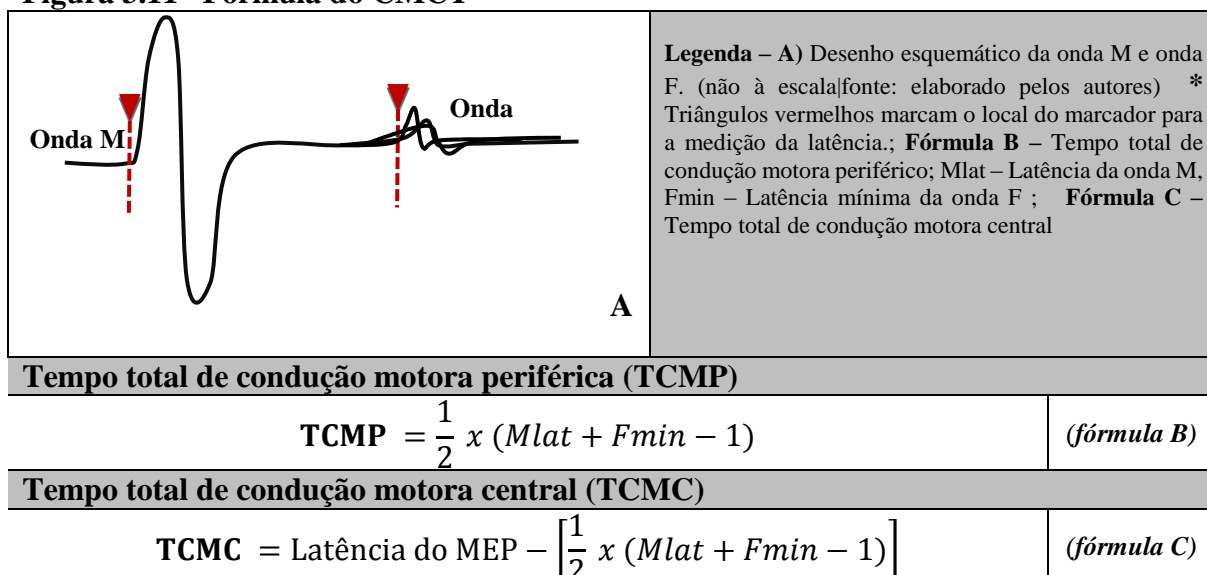 Figura 5.11 - Fórmula do CMCT
Onda M
Onda
A
Legenda – A) Desenho esquemático da onda M e onda
F. (não à escala|fonte: elaborado pelos autores) *
Triângulos vermelhos marcam o local do marcador para
a medição da latência.; Fórmula B – Tempo total de
condução motora periférico; Mlat – Latência da onda M,
Fmin – Latência mínima da onda F ; Fórmula C –
Tempo total de condução motora central
Tempo total de condução motora periférica (TCMP)
TCMP = 1/2 x (Mlat + Fmin − 1) (fórmula B)
Tempo total de condução motora central (TCMC)
TCMC = Latência do MEP − [1/2 x (Mlat + Fmin − 1)] (fórmula C)